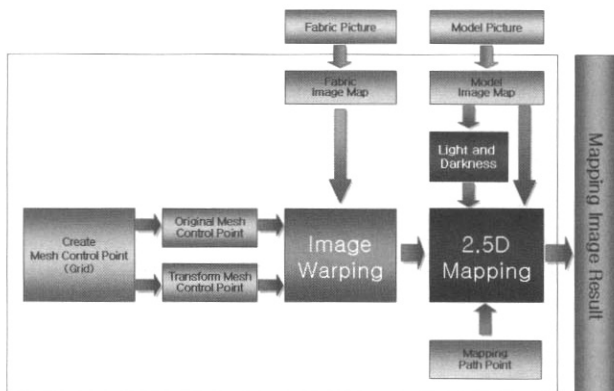 Fabric Picture
Model Picture
Fabric
Image Map
Model
Image Map
Light and
Darkness
Create
Mesh Control Point
(Grid)
Original Mesh
Control Point
Transform Mesh
Control Point
Image
Warping
2.5D
Mapping
Mapping
Path Point
Mapping Image Result